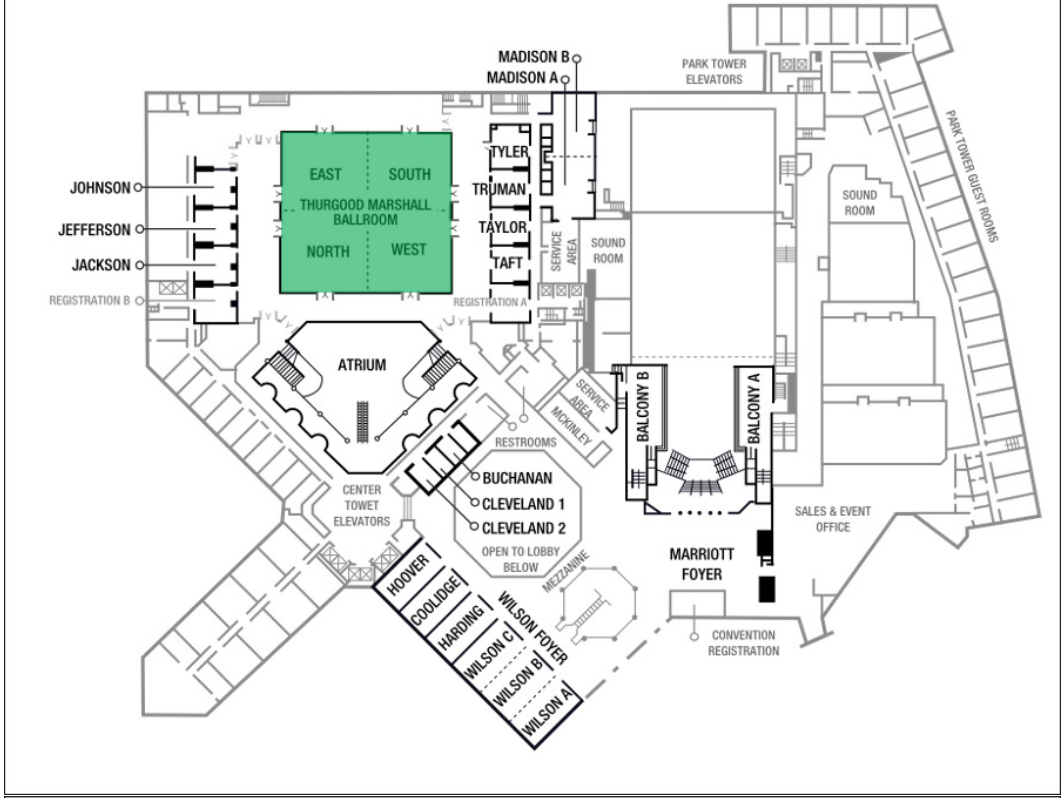 MADISON B
MADISON A
PARK TOWER
ELEVATORS
PARK TOWER GUEST ROOMS
TYLER
TRUMAN
TAYLOR
TAFT
EAST
SOUTH
THURGOOD MARSHALL
BALLROOM
NORTH
WEST
JOHNSON
JEFFERSON
JACKSON
REGISTRATION B
REGISTRATION A
SERVICE
AREA
SOUND
ROOM
SOUND
ROOM
ATRIUM
SERVICE
AREA
MCKINLEY
RESTROOMS
BALCONY B
BALCONY A
BUCHANAN
CLEVELAND 1
CLEVELAND 2
CENTER
TOWET
ELEVATORS
OPEN TO LOBBY
BELOW
SALES & EVENT
OFFICE
MARRIOTT
FOYER
MEZZANINE
HOOVER
COOLIDGE
HARDING
WILSON C
WILSON B
WILSON A
WILSON FOYER
CONVENTION
REGISTRATION